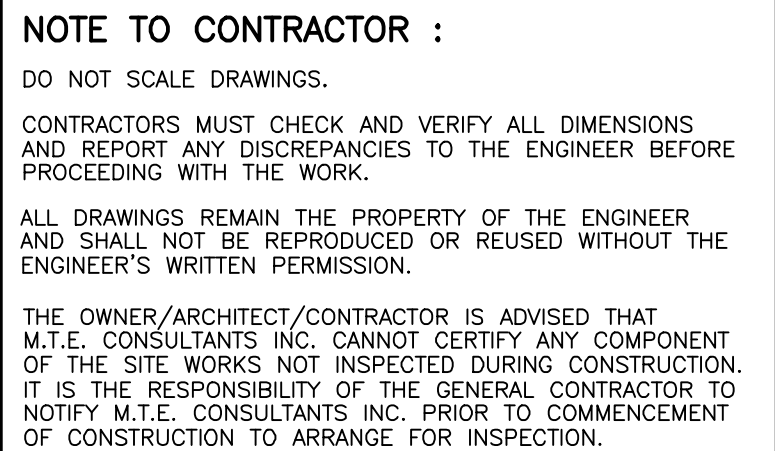 NOTE TO CONTRACTOR :
DO NOT SCALE DRAWINGS.
CONTRACTORS MUST CHECK AND VERIFY ALL DIMENSIONS
AND REPORT ANY DISCREPANCIES TO THE ENGINEER BEFORE
PROCEEDING WITH THE WORK.
ALL DRAWINGS REMAIN THE PROPERTY OF THE ENGINEER
AND SHALL NOT BE REPRODUCED OR REUSED WITHOUT THE
ENGINEER'S WRITTEN PERMISSION.
THE OWNER/ARCHITECT/CONTRACTOR IS ADVISED THAT
M.T.E. CONSULTANTS INC. CANNOT CERTIFY ANY COMPONENT
OF THE SITE WORKS NOT INSPECTED DURING CONSTRUCTION.
IT IS THE RESPONSIBILITY OF THE GENERAL CONTRACTOR TO
NOTIFY M.T.E. CONSULTANTS INC. PRIOR TO COMMENCEMENT
OF CONSTRUCTION TO ARRANGE FOR INSPECTION.